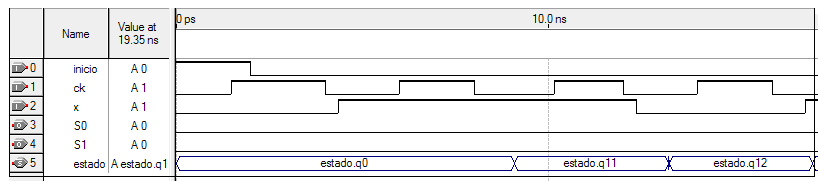 0 ps 10.0 ns
Name Value at 19.35 ns
0 inicio A 0
1 ck A 1
2 x A 1
3 S0 A 0
4 S1 A 0
5 estado A estado.q1 estado.q0 estado.q11 estado.q12